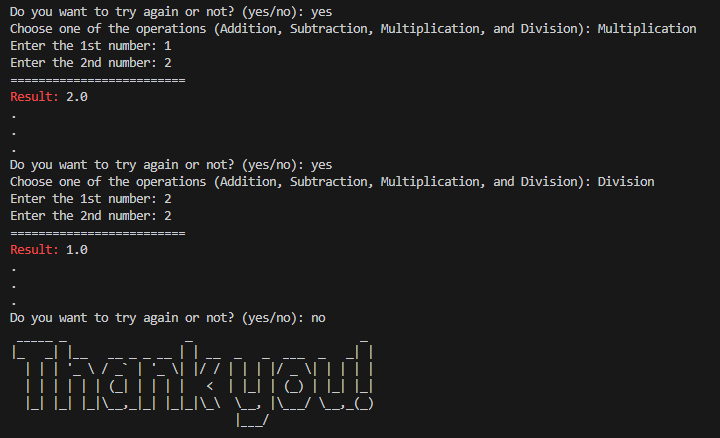 Do you want to try again or not? (yes/no): yes
Choose one of the operations (Addition, Subtraction, Multiplication, and Division): Multiplication
Enter the 1st number: 1
Enter the 2nd number: 2
=========================
Result: 2.0
.
.
.
Do you want to try again or not? (yes/no): yes
Choose one of the operations (Addition, Subtraction, Multiplication, and Division): Division
Enter the 1st number: 2
Enter the 2nd number: 2
=========================
Result: 1.0
.
.
.
Do you want to try again or not? (yes/no): no
Thank you!